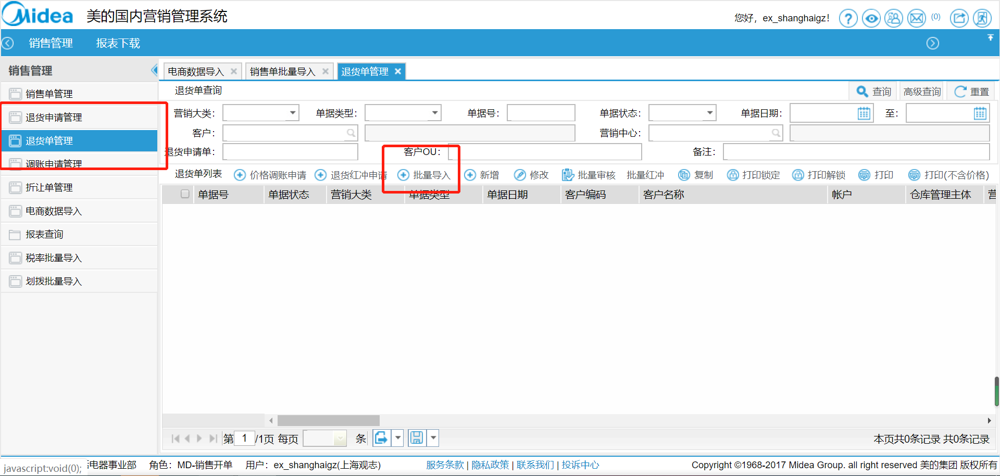 Midea 美的国内营销管理系统
您好，ex_shanghaigz! (0)
销售管理 报表下载
销售管理
电商数据导入 销售单批量导入 退货单管理
销售单管理
退货申请管理
退货单管理
调账申请管理
折让单管理
电商数据导入
报表查询
税率批量导入
划拨批量导入
退货单查询 查询 高级查询 重置
营销大类： 单据类型： 单据号： 单据状态： 单据日期： 至：
客户： 营销中心：
退货申请单： 客户OU： 备注：
退货单列表 价格调账申请 退货红冲申请 批量导入 新增 修改 批量审核 批量红冲 复制 打印锁定 打印解锁 打印 打印(不含价格)
单据号 单据状态 营销大类 单据类型 单据日期 客户编码 客户名称 帐户 仓库管理主体 营
第 1 /1页 每页 条 本页共0条记录 共0条记录
javascript:void(0); 电器事业部 角色：MD-销售开单 用户：ex_shanghaigz(上海观志) 服务条款 | 隐私政策 | 联系我们 | 投诉中心 Copyright ©1968-2017 Midea Group. all right reserved 美的集团 版权所有